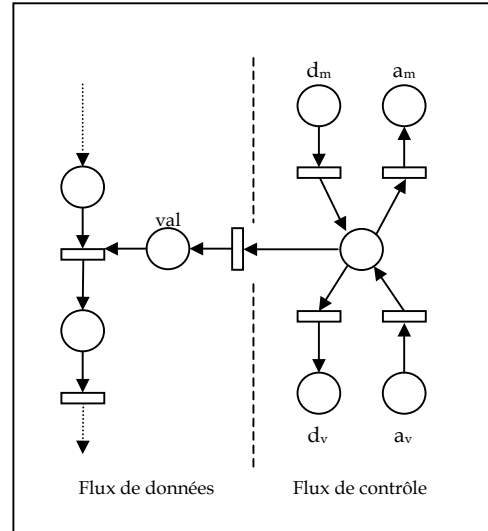 dₘ aₘ
val
dᵥ aᵥ
Flux de données Flux de contrôle